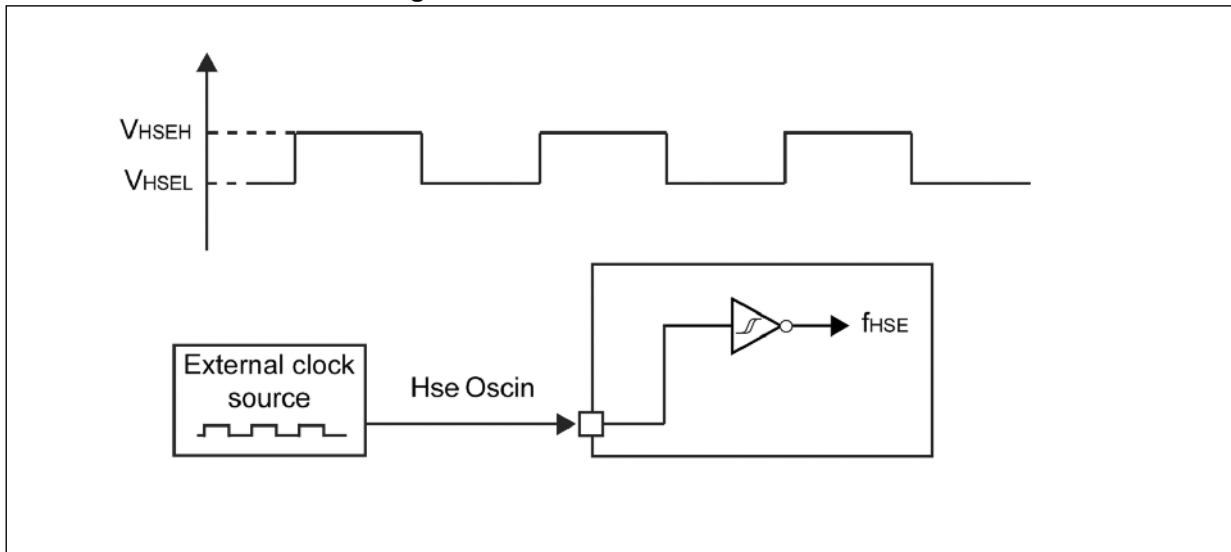 VHSEH
VHSEL
fHSE
External clock
source
Hse Oscin